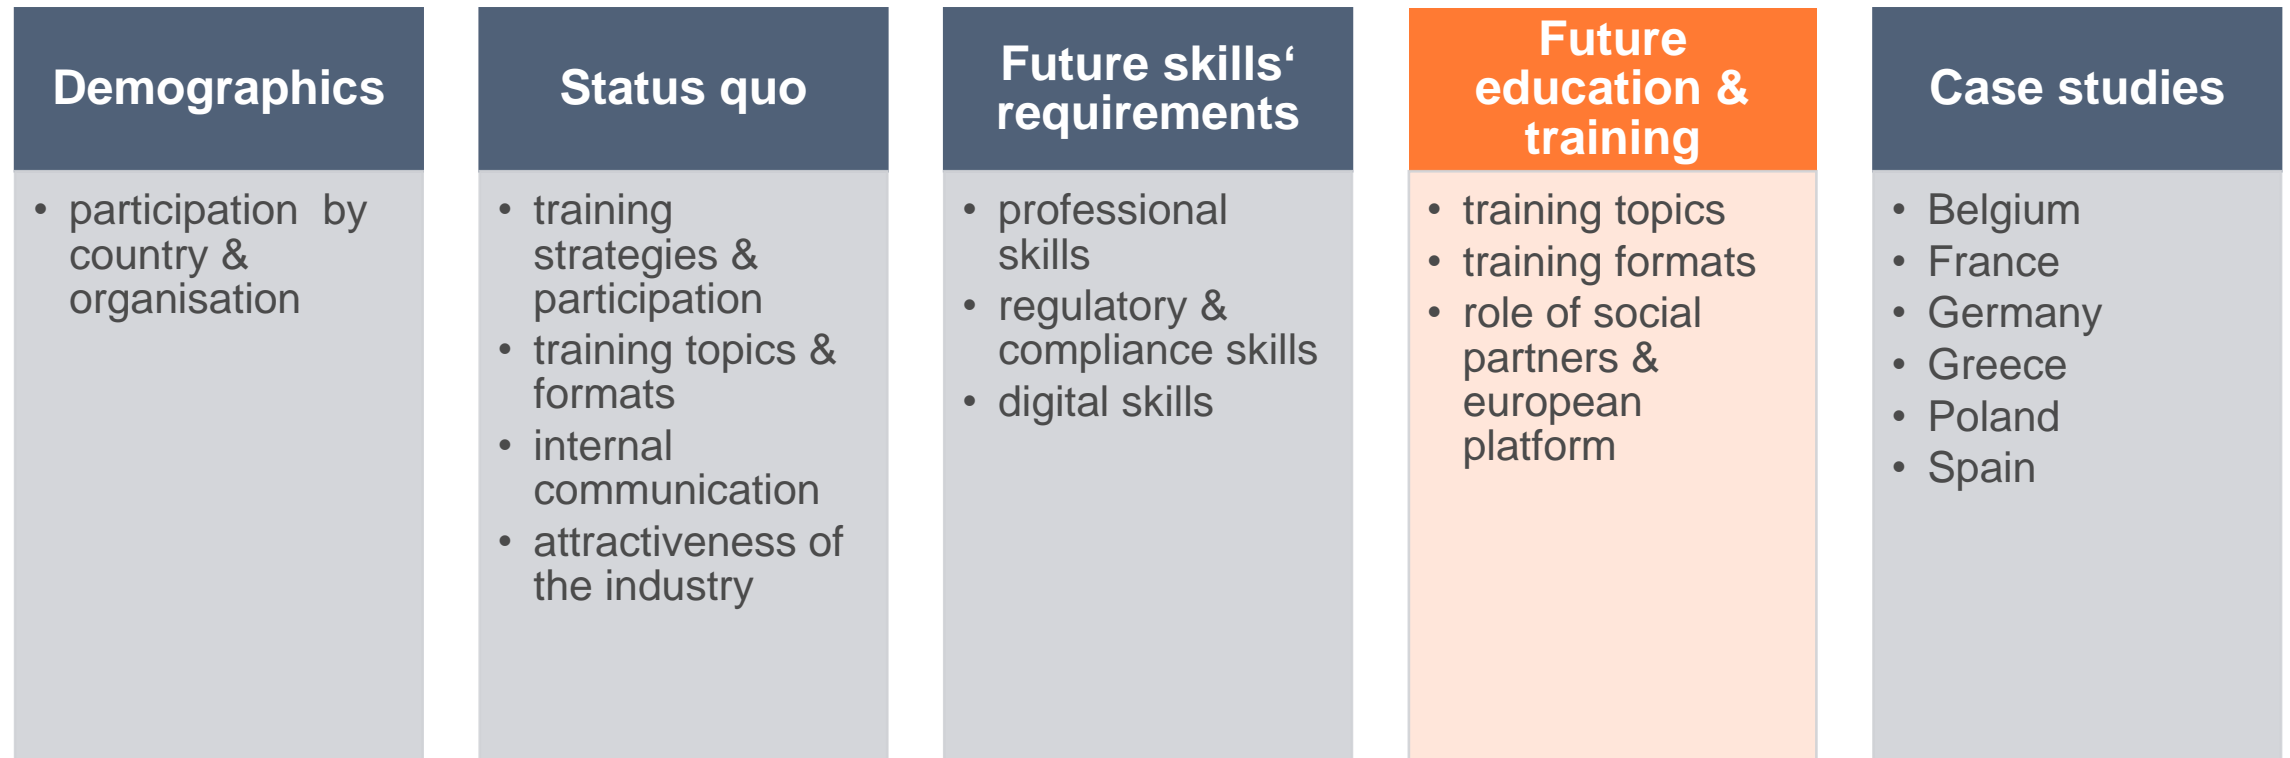 Demographics
• participation  by
country &
organisation
Status quo
• training
strategies &
participation
• training topics &
formats
• internal
communication
• attractiveness of
the industry
Future skills‘
requirements
• professional
skills
• regulatory &
compliance skills
• digital skills
Future
education &
training
• training topics
• training formats
• role of social
partners &
european
platform
Case studies
• Belgium
• France
• Germany
• Greece
• Poland
• Spain